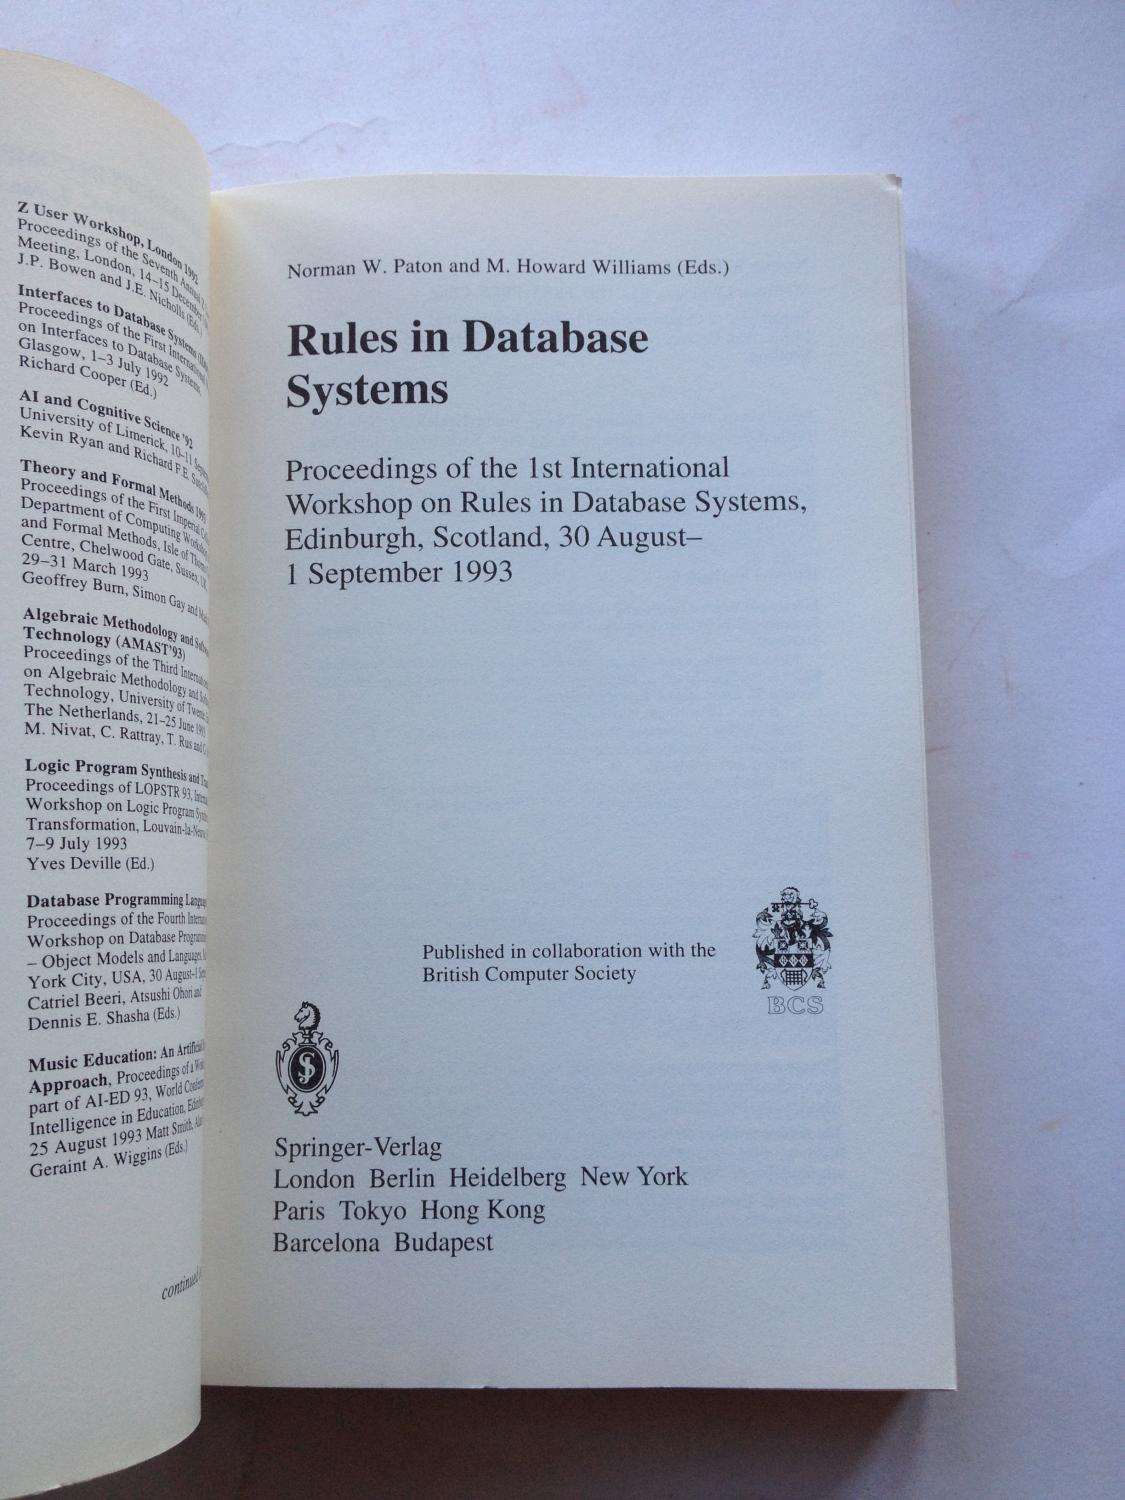 Z User Workshop, London 1992
Proceedings of the Seventh Annual Z
Meeting, London, 14–15 December
J.P. Bowen and J.E. Nicholls (Eds.)
Interfaces to Database Systems
Proceedings of the First International
on Interfaces to Database Systems,
Glasgow, 1–3 July 1992
Richard Cooper (Ed.)
AI and Cognitive Science '92
University of Limerick, 10–11
Kevin Ryan and Richard F.E.
Theory and Formal Methods 1993
Proceedings of the First Imperial
Department of Computing Workshop
and Formal Methods, Isle of
Centre, Chelwood Gate, Sussex,
29–31 March 1993
Geoffrey Burn, Simon Gay and
Algebraic Methodology and
Technology (AMAST'93)
Proceedings of the Third
on Algebraic Methodology and
Technology, University of Twente
The Netherlands, 21–25 June 1993
M. Nivat, C. Rattray, T. Rus and
Logic Program Synthesis and
Proceedings of LOPSTR 93,
Workshop on Logic Program
Transformation, Louvain-la-Neuve
7–9 July 1993
Yves Deville (Ed.)
Database Programming
Proceedings of the Fourth
Workshop on Database
– Object Models and Languages,
York City, USA, 30 August–1
Catriel Beeri, Atsushi Ohori and
Dennis E. Shasha (Eds.)
Music Education: An
Approach, Proceedings of a
part of AI-ED 93, World
Intelligence in Education,
25 August 1993 Matt Smith,
Geraint A. Wiggins (Eds.)
Norman W. Paton and M. Howard Williams (Eds.)
Rules in Database
Systems
Proceedings of the 1st International
Workshop on Rules in Database Systems,
Edinburgh, Scotland, 30 August–
1 September 1993
Published in collaboration with the
British Computer Society
BCS
Springer-Verlag
London Berlin Heidelberg New York
Paris Tokyo Hong Kong
Barcelona Budapest